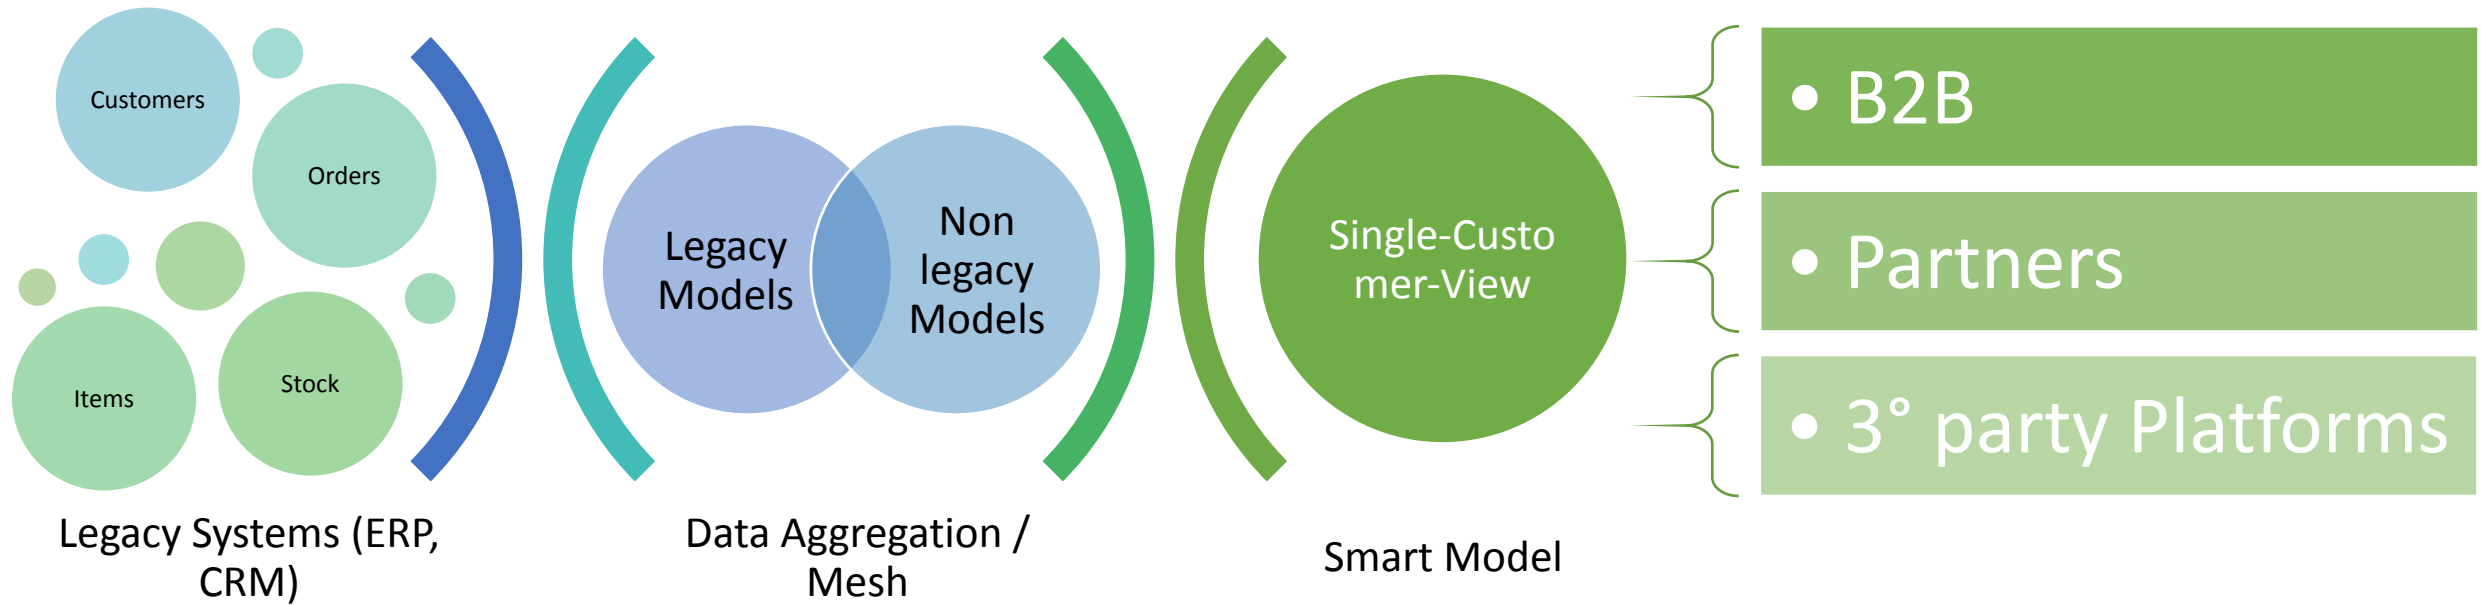 Customers
Orders
Items
Stock
Legacy Systems (ERP,
CRM)
Legacy
Models
Non
legacy
Models
Data Aggregation /
Mesh
Single-Custo
mer-View
Smart Model
• B2B
• Partners
• 3° party Platforms